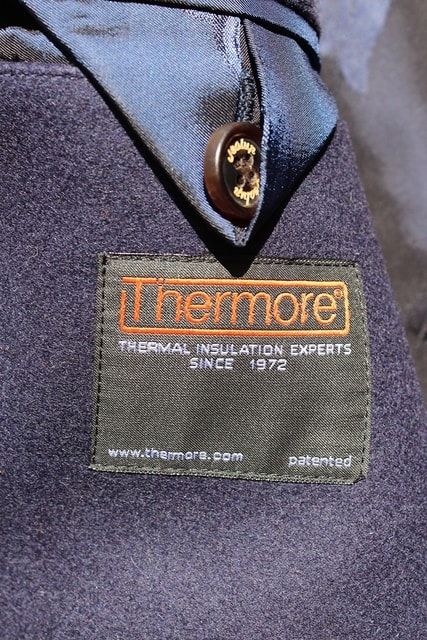 Thermore®
THERMAL INSULATION EXPERTS
SINCE 1972
www.thermore.com patented